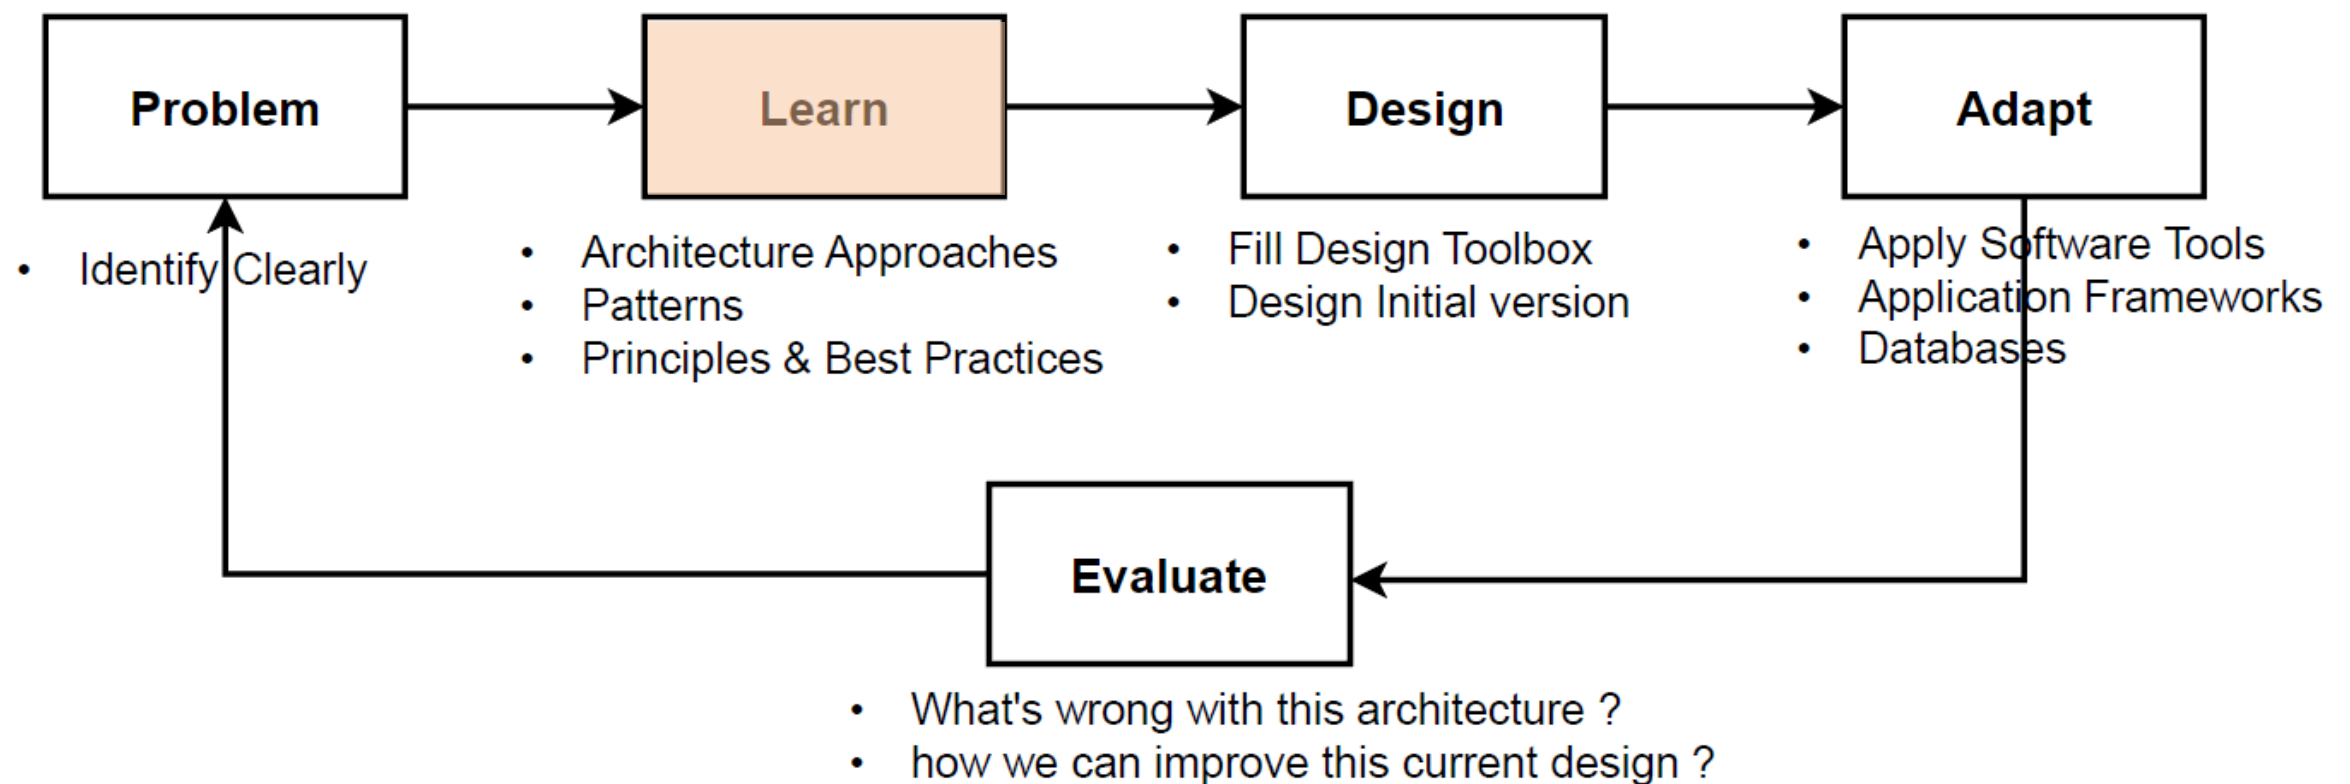 Problem
Learn
Design
Adapt
• Identify Clearly
• Architecture Approaches
• Patterns
• Principles & Best Practices
• Fill Design Toolbox
• Design Initial version
• Apply Software Tools
• Application Frameworks
• Databases
Evaluate
• What's wrong with this architecture ?
• how we can improve this current design ?